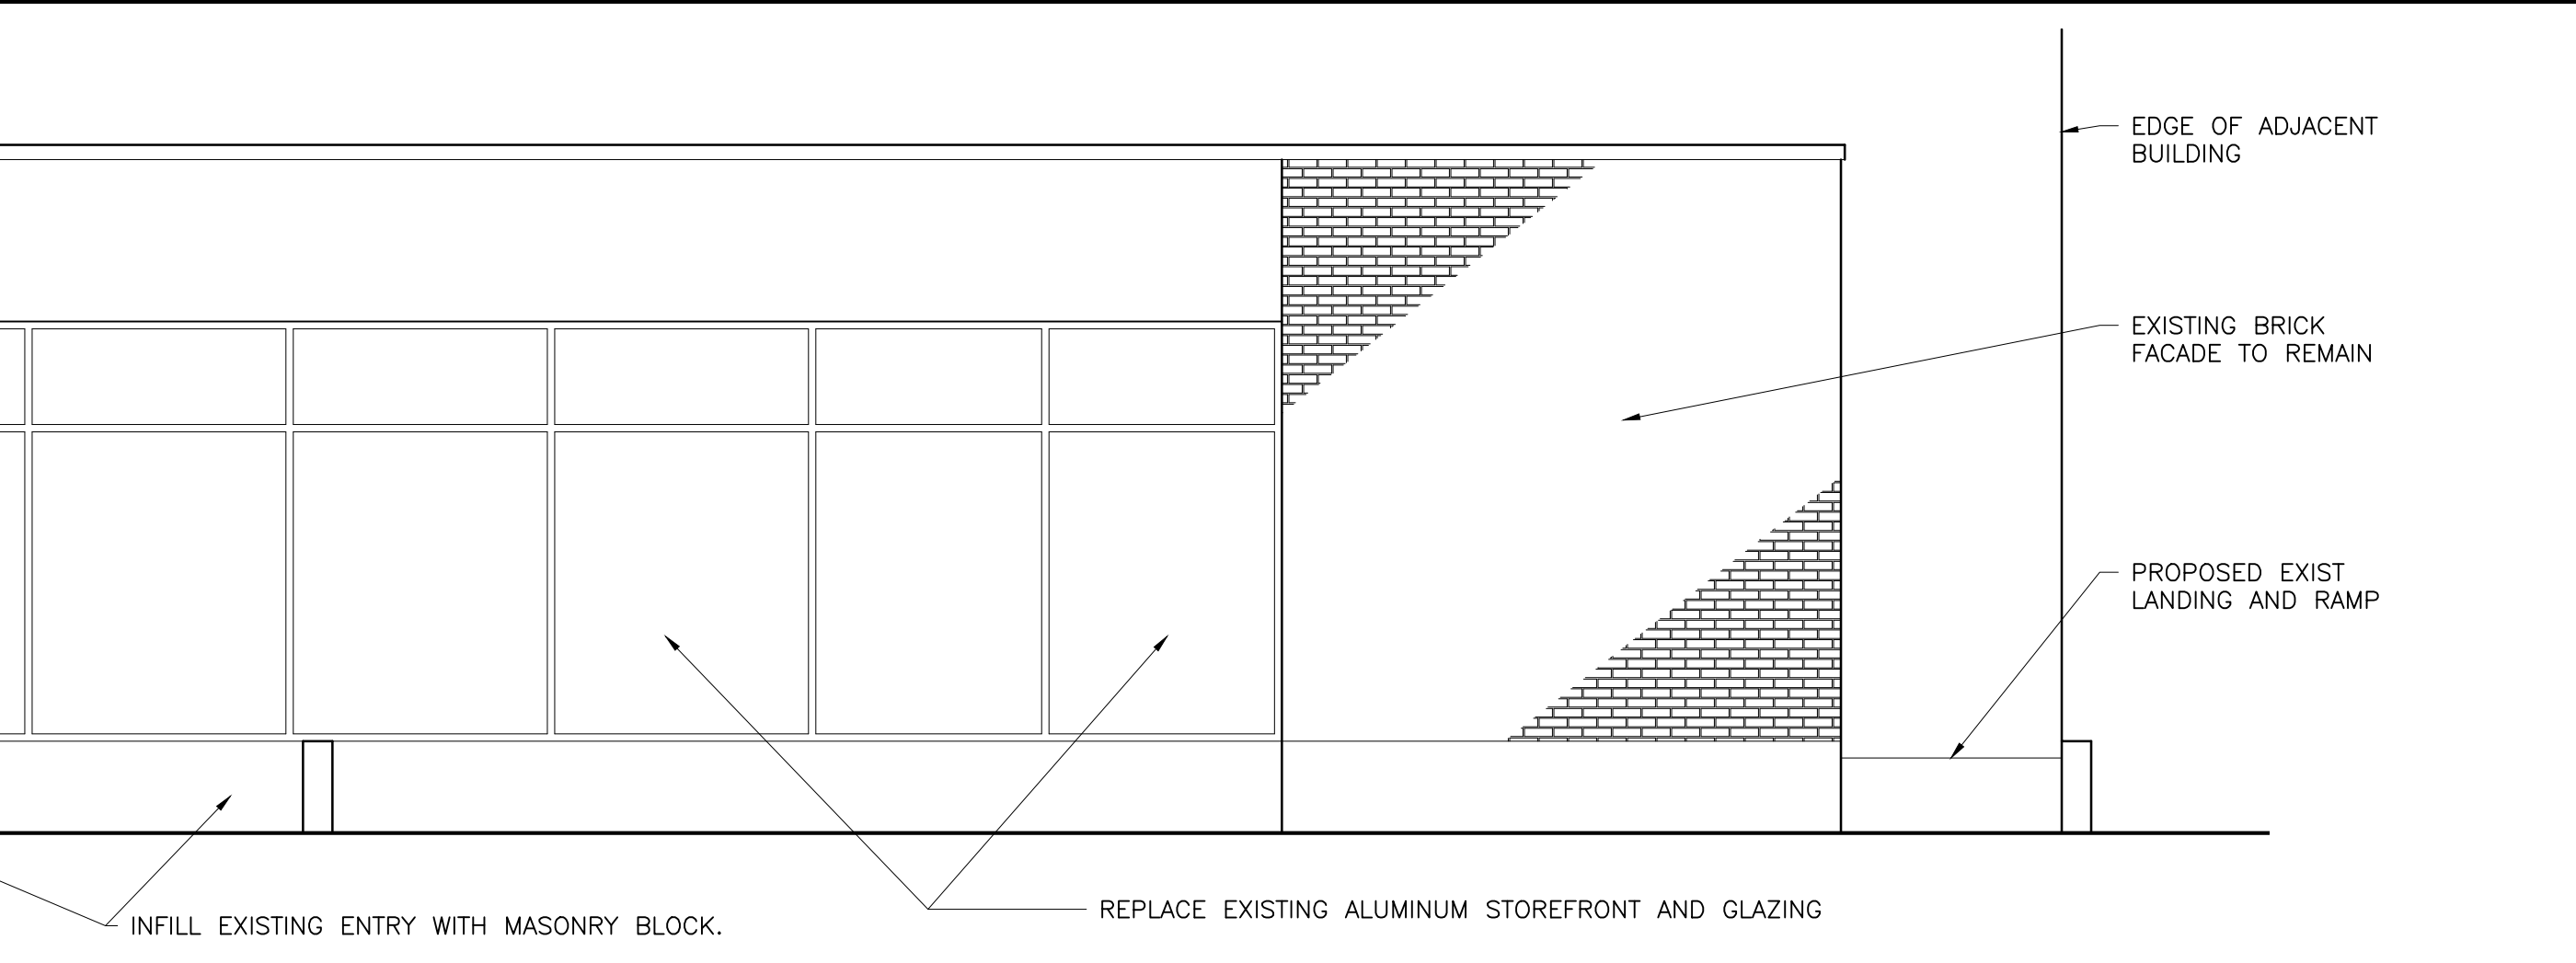 EDGE OF ADJACENT
BUILDING
EXISTING BRICK
FACADE TO REMAIN
PROPOSED EXIST
LANDING AND RAMP
REPLACE EXISTING ALUMINUM STOREFRONT AND GLAZING
INFILL EXISTING ENTRY WITH MASONRY BLOCK.